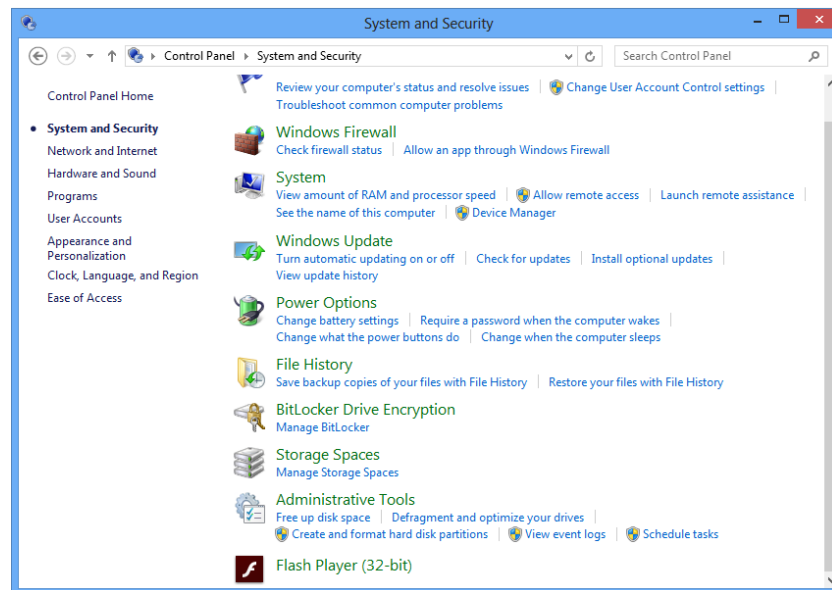 System and Security
Control Panel System and Security
Search Control Panel
Control Panel Home
System and Security
Network and Internet
Hardware and Sound
Programs
User Accounts
Appearance and
Personalization
Clock, Language, and Region
Ease of Access
Review your computer's status and resolve issues
Change User Account Control settings
Troubleshoot common computer problems
Windows Firewall
Check firewall status
Allow an app through Windows Firewall
System
View amount of RAM and processor speed
Allow remote access
Launch remote assistance
See the name of this computer
Device Manager
Windows Update
Turn automatic updating on or off
Check for updates
Install optional updates
View update history
Power Options
Change battery settings
Require a password when the computer wakes
Change what the power buttons do
Change when the computer sleeps
File History
Save backup copies of your files with File History
Restore your files with File History
BitLocker Drive Encryption
Manage BitLocker
Storage Spaces
Manage Storage Spaces
Administrative Tools
Free up disk space
Defragment and optimize your drives
Create and format hard disk partitions
View event logs
Schedule tasks
Flash Player (32-bit)